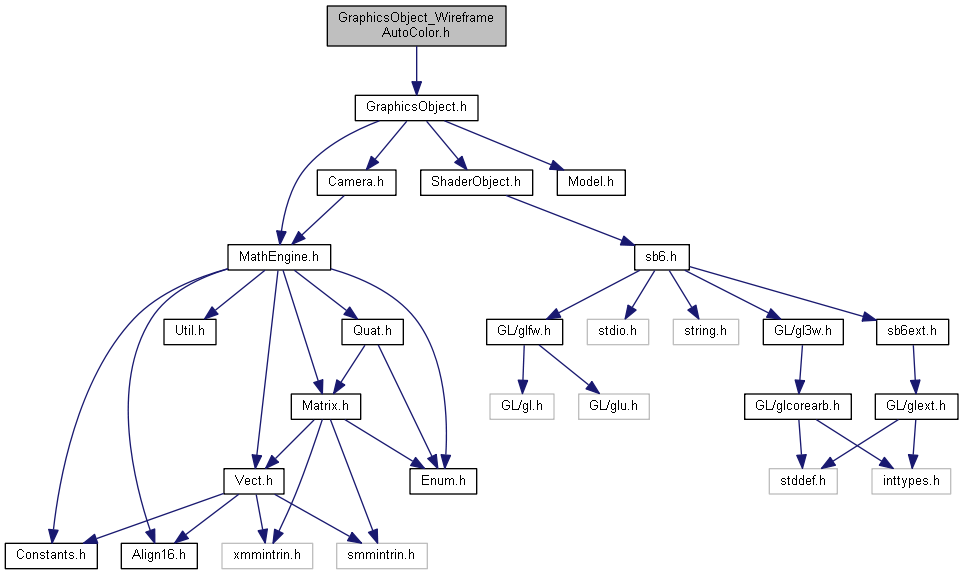 GraphicsObject_Wireframe
AutoColor.h
GraphicsObject.h
Camera.h
ShaderObject.h
Model.h
MathEngine.h
sb6.h
Util.h
Quat.h
GL/glfw.h
stdio.h
string.h
GL/gl3w.h
sb6ext.h
Matrix.h
GL/gl.h
GL/glu.h
GL/glcorearb.h
GL/glext.h
Vect.h
Enum.h
stddef.h
inttypes.h
Constants.h
Align16.h
xmmintrin.h
smmintrin.h